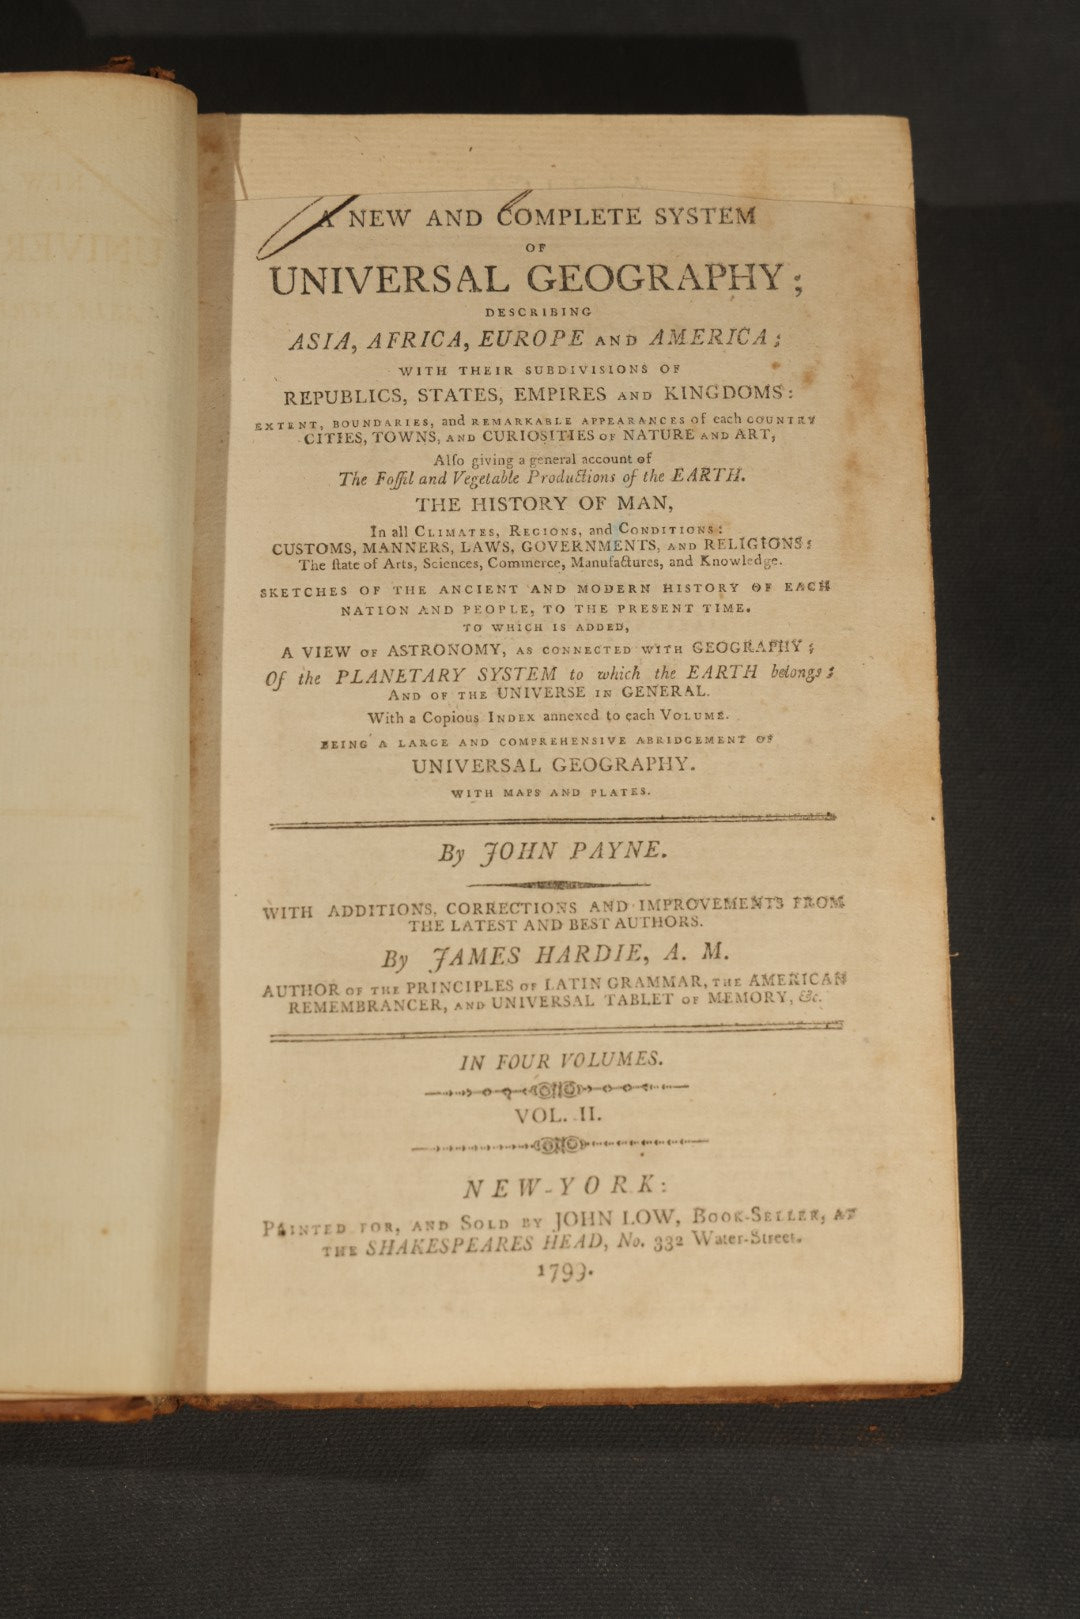 A NEW AND COMPLETE SYSTEM
OF
UNIVERSAL GEOGRAPHY;
DESCRIBING
ASIA, AFRICA, EUROPE AND AMERICA;
WITH THEIR SUBDIVISIONS OF
REPUBLICS, STATES, EMPIRES AND KINGDOMS:
EXTENT, BOUNDARIES, and REMARKABLE APPEARANCES of each COUNTRY
CITIES, TOWNS, AND CURIOSITIES OF NATURE AND ART,
Alſo giving a general account of
The Foſſil and Vegetable Productions of the EARTH.
THE HISTORY OF MAN,
In all CLIMATES, REGIONS, and CONDITIONS:
CUSTOMS, MANNERS, LAWS, GOVERNMENTS, AND RELIGIONS:
The ſtate of Arts, Sciences, Commerce, Manufactures, and Knowledge.
SKETCHES OF THE ANCIENT AND MODERN HISTORY OF EACH
NATION AND PEOPLE, TO THE PRESENT TIME.
TO WHICH IS ADDED,
A VIEW OF ASTRONOMY, AS CONNECTED WITH GEOGRAPHY;
Of the PLANETARY SYSTEM to which the EARTH belongs;
AND OF THE UNIVERSE IN GENERAL.
With a Copious INDEX annexed to each VOLUME.
BEING A LARGE AND COMPREHENSIVE ABRIDGEMENT OF
UNIVERSAL GEOGRAPHY.
WITH MAPS AND PLATES.
By JOHN PAYNE.
WITH ADDITIONS, CORRECTIONS AND IMPROVEMENTS FROM
THE LATEST AND BEST AUTHORS.
By JAMES HARDIE, A. M.
AUTHOR OF THE PRINCIPLES OF LATIN GRAMMAR, THE AMERICAN
REMEMBRANCER, AND UNIVERSAL TABLET OF MEMORY, &c.
IN FOUR VOLUMES.
VOL. II.
NEW-YORK:
PRINTED FOR, AND SOLD BY JOHN LOW, BOOK-SELLER, AT
THE SHAKESPEARES HEAD, No. 332 Water-Street.
1799.